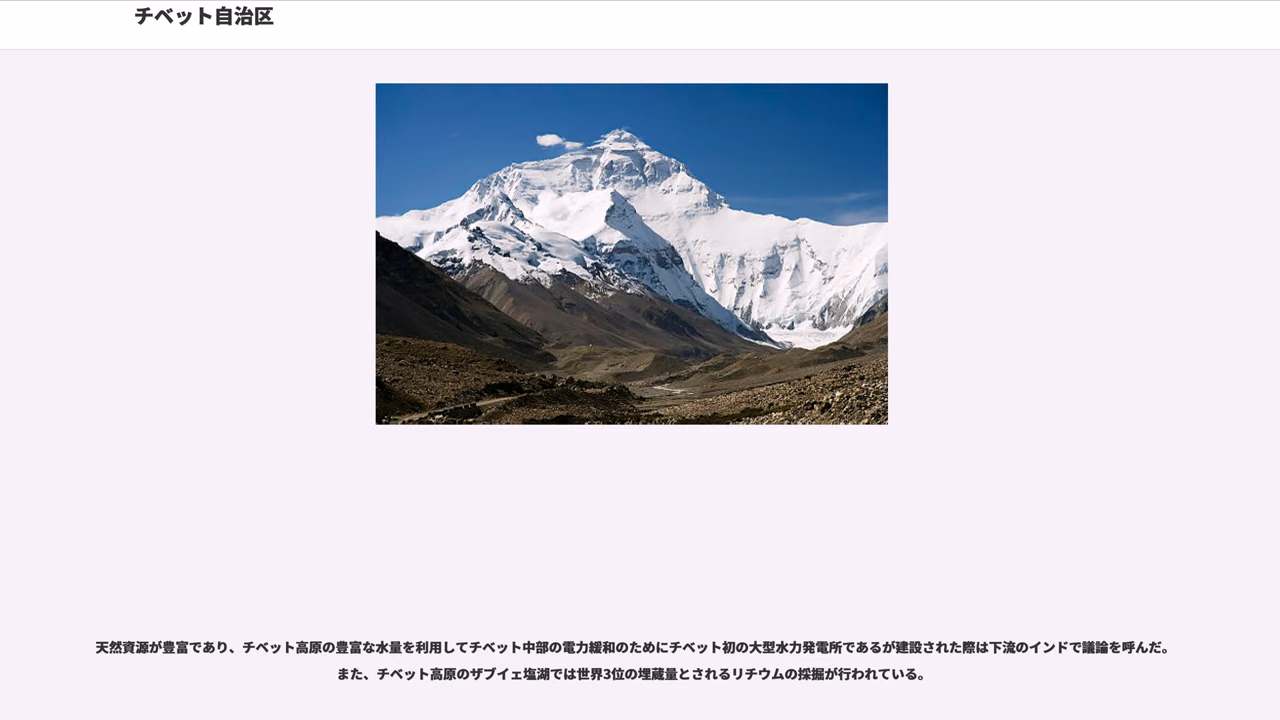 チベット自治区
天然資源が豊富であり、チベット高原の豊富な水量を利用してチベット中部の電力緩和のためにチベット初の大型水力発電所であるが建設された際は下流のインドで議論を呼んだ。
また、チベット高原のザブイェ塩湖では世界3位の埋蔵量とされるリチウムの採掘が行われている。